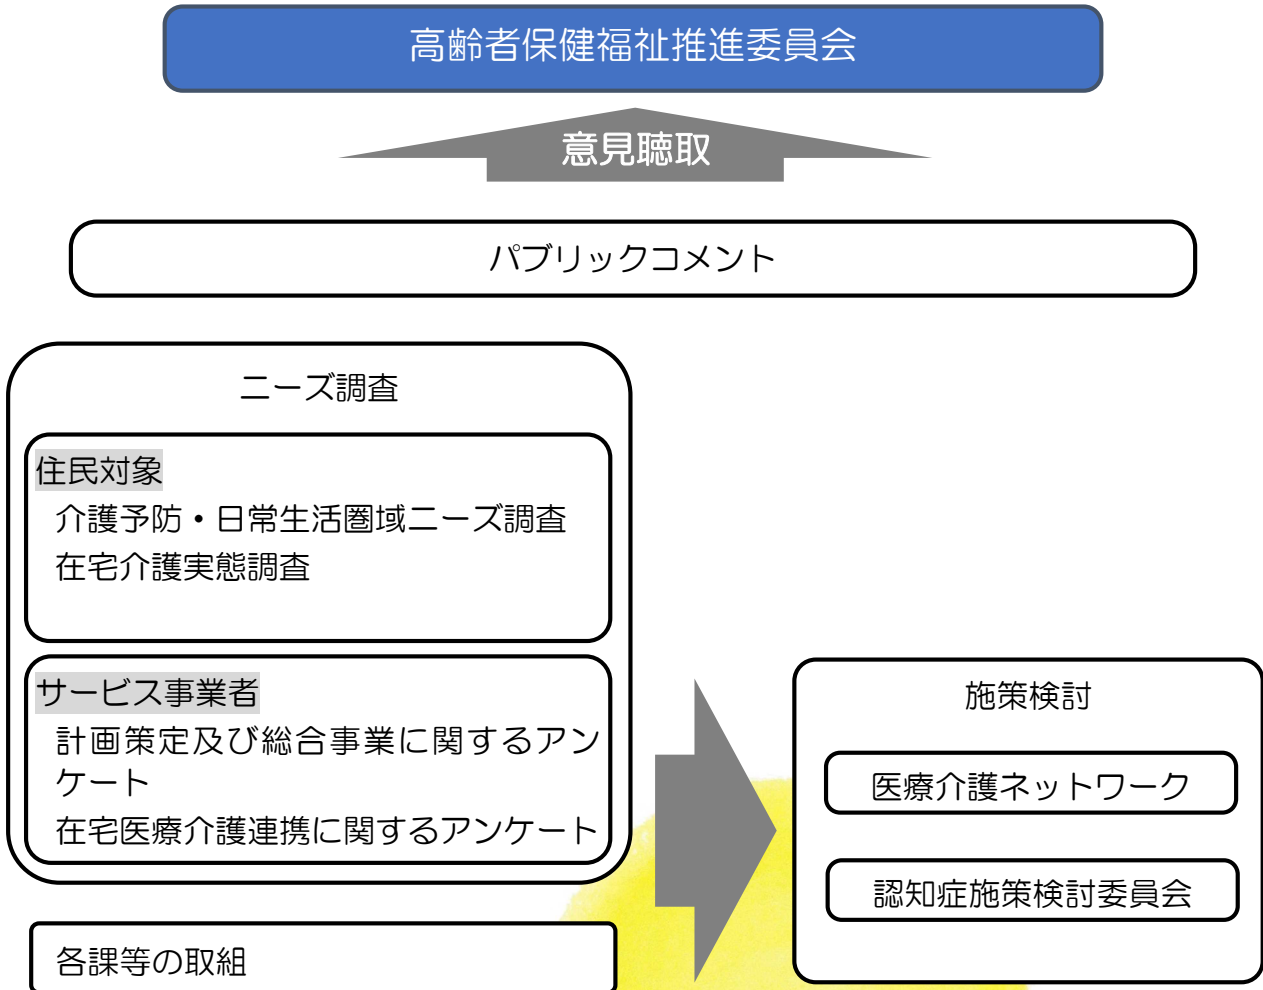 高齢者保健福祉推進委員会
意見聴取
パブリックコメント
ニーズ調査
住民対象
介護予防・日常生活圏域ニーズ調査
在宅介護実態調査
サービス事業者
計画策定及び総合事業に関するアン
ケート
在宅医療介護連携に関するアンケート
各課等の取組
施策検討
医療介護ネットワーク
認知症施策検討委員会